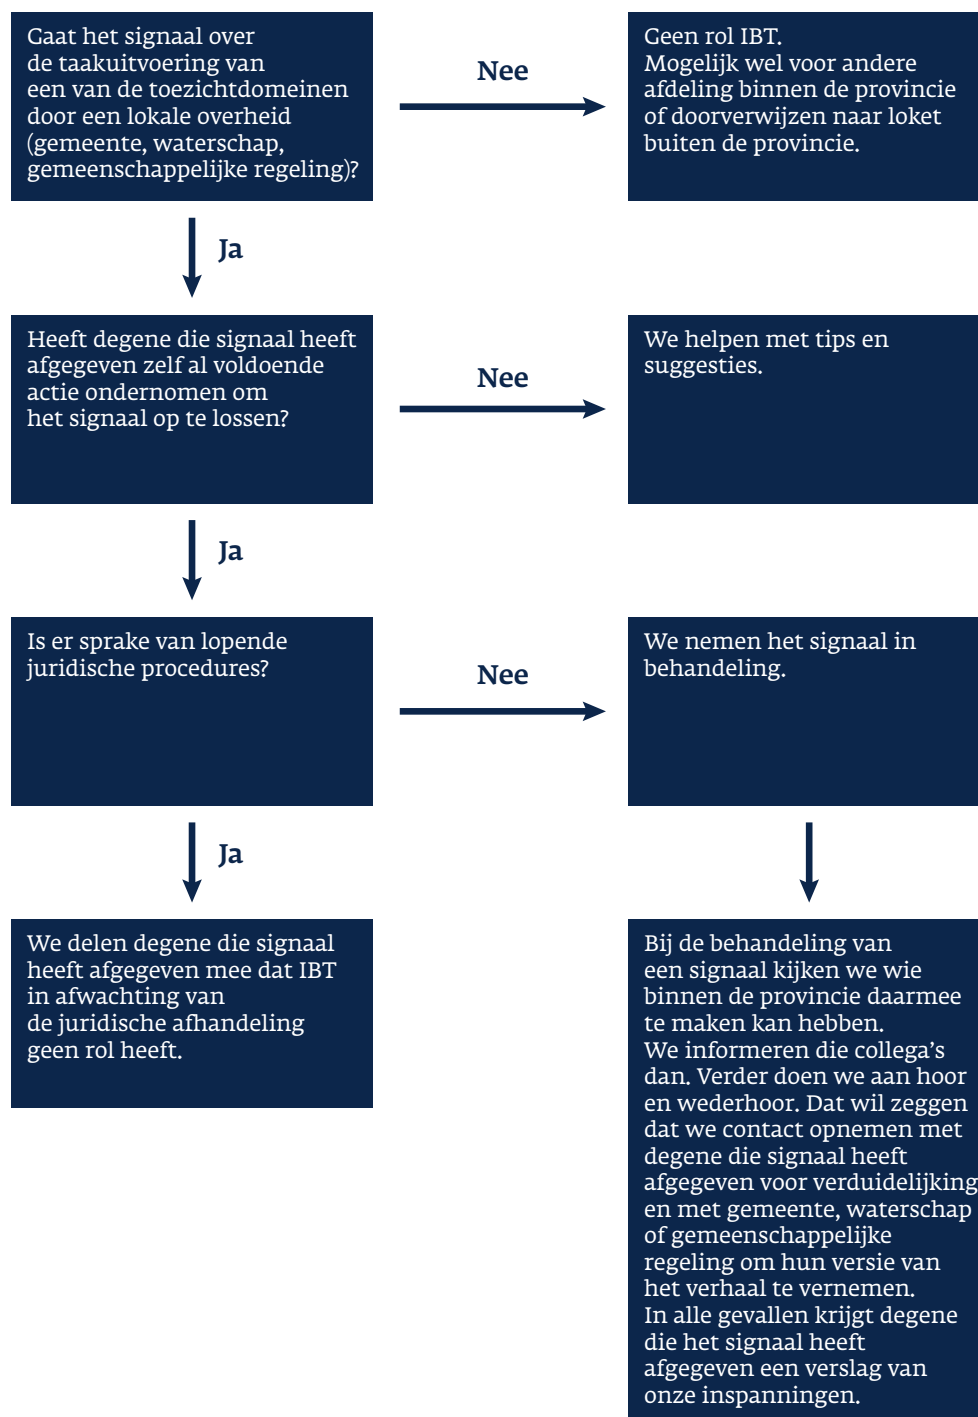 Gaat het signaal over
de taakuitvoering van
een van de toezichtdomeinen
door een lokale overheid
(gemeente, waterschap,
gemeenschappelijke regeling)?
Nee
Geen rol IBT.
Mogelijk wel voor andere
afdeling binnen de provincie
of doorverwijzen naar loket
buiten de provincie.
Ja
Heeft degene die signaal heeft
afgegeven zelf al voldoende
actie ondernomen om
het signaal op te lossen?
Nee
We helpen met tips en
suggesties.
Ja
Is er sprake van lopende
juridische procedures?
Nee
We nemen het signaal in
behandeling.
Ja
We delen degene die signaal
heeft afgegeven mee dat IBT
in afwachting van
de juridische afhandeling
geen rol heeft.
Bij de behandeling van
een signaal kijken we wie
binnen de provincie daarmee
te maken kan hebben.
We informeren die collega's
dan. Verder doen we aan hoor
en wederhoor. Dat wil zeggen
dat we contact opnemen met
degene die signaal heeft
afgegeven voor verduidelijking
en met gemeente, waterschap
of gemeenschappelijke
regeling om hun versie van
het verhaal te vernemen.
In alle gevallen krijgt degene
die het signaal heeft
afgegeven een verslag van
onze inspanningen.